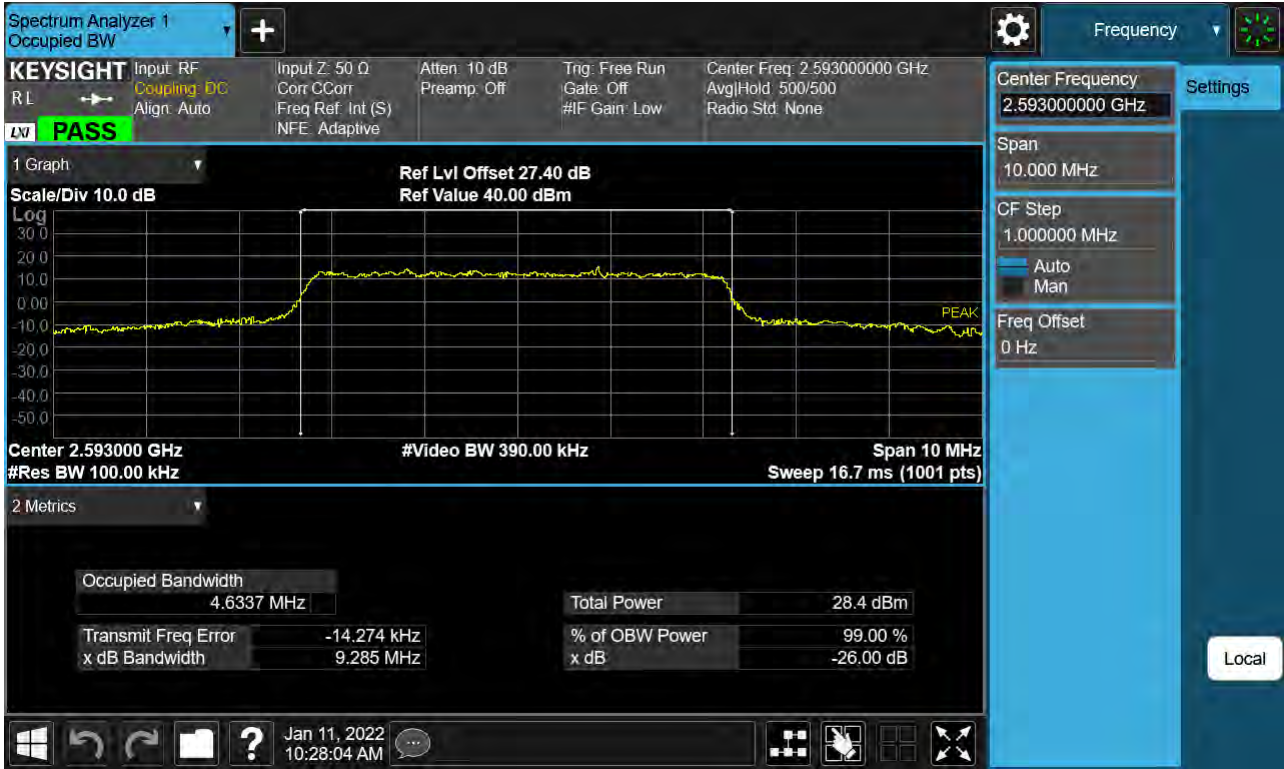 Spectrum Analyzer 1
Occupied BW
+
Frequency
KEYSIGHT
R L
LXI
PASS
Input: RF
Coupling: DC
Align: Auto
Input Z: 50 Ω
Corr CCorr
Freq Ref: Int (S)
NFE: Adaptive
Atten: 10 dB
Preamp: Off
Trig: Free Run
Gate: Off
#IF Gain: Low
Center Freq: 2.593000000 GHz
Avg|Hold: 500/500
Radio Std: None
Center Frequency
2.593000000 GHz
Settings
Span
10.000 MHz
CF Step
1.000000 MHz
Auto
Man
Freq Offset
0 Hz
Local
1 Graph
Scale/Div 10.0 dB
Ref Lvl Offset 27.40 dB
Ref Value 40.00 dBm
Log
30.0
20.0
10.0
0.00
-10.0
-20.0
-30.0
-40.0
-50.0
PEAK
Center 2.593000 GHz
#Video BW 390.00 kHz
Span 10 MHz
#Res BW 100.00 kHz
Sweep 16.7 ms (1001 pts)
2 Metrics
Occupied Bandwidth
4.6337 MHz
Total Power 28.4 dBm
Transmit Freq Error -14.274 kHz
% of OBW Power 99.00 %
x dB Bandwidth 9.285 MHz
x dB -26.00 dB
?
Jan 11, 2022
10:28:04 AM